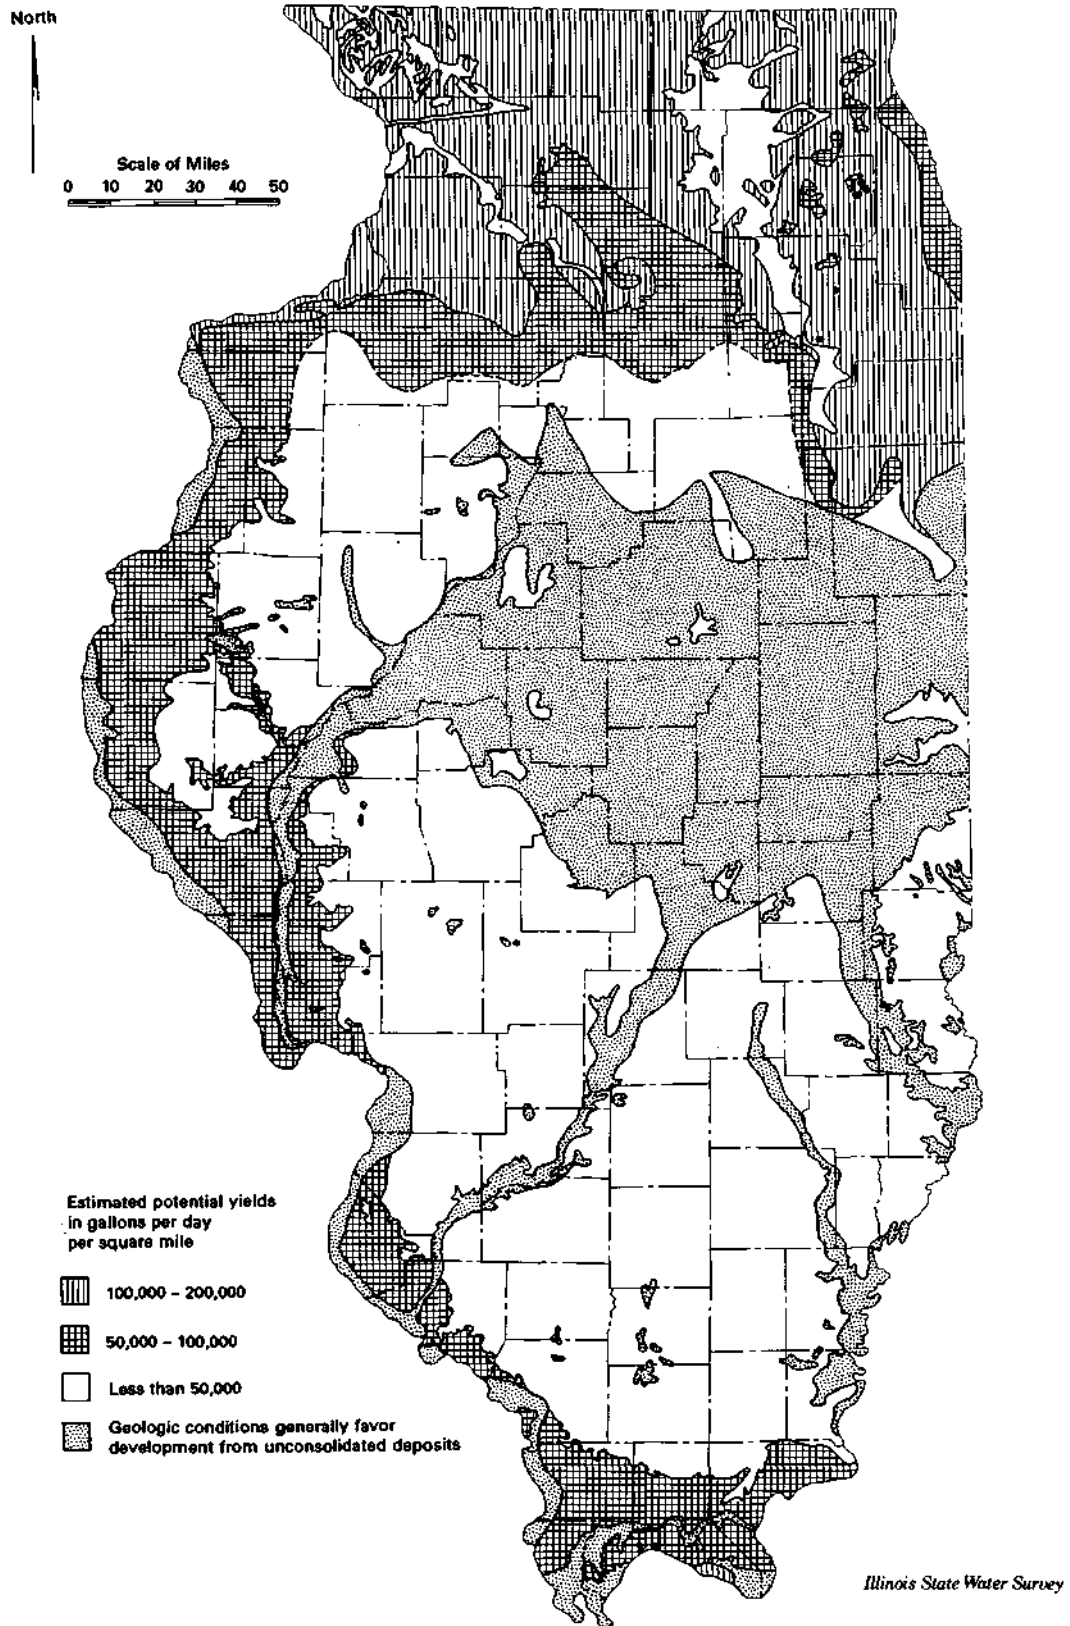 North
Scale of Miles
0 10 20 30 40 50
Estimated potential yields
in gallons per day
per square mile
100,000 – 200,000
50,000 – 100,000
Less than 50,000
Geologic conditions generally favor
development from unconsolidated deposits
Illinois State Water Survey